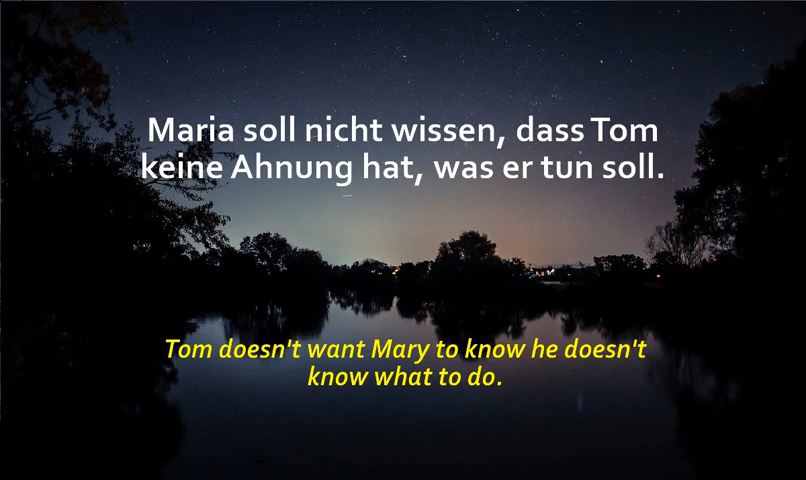 Maria soll nicht wissen, dass Tom
keine Ahnung hat, was er tun soll.
Tom doesn't want Mary to know he doesn't
know what to do.